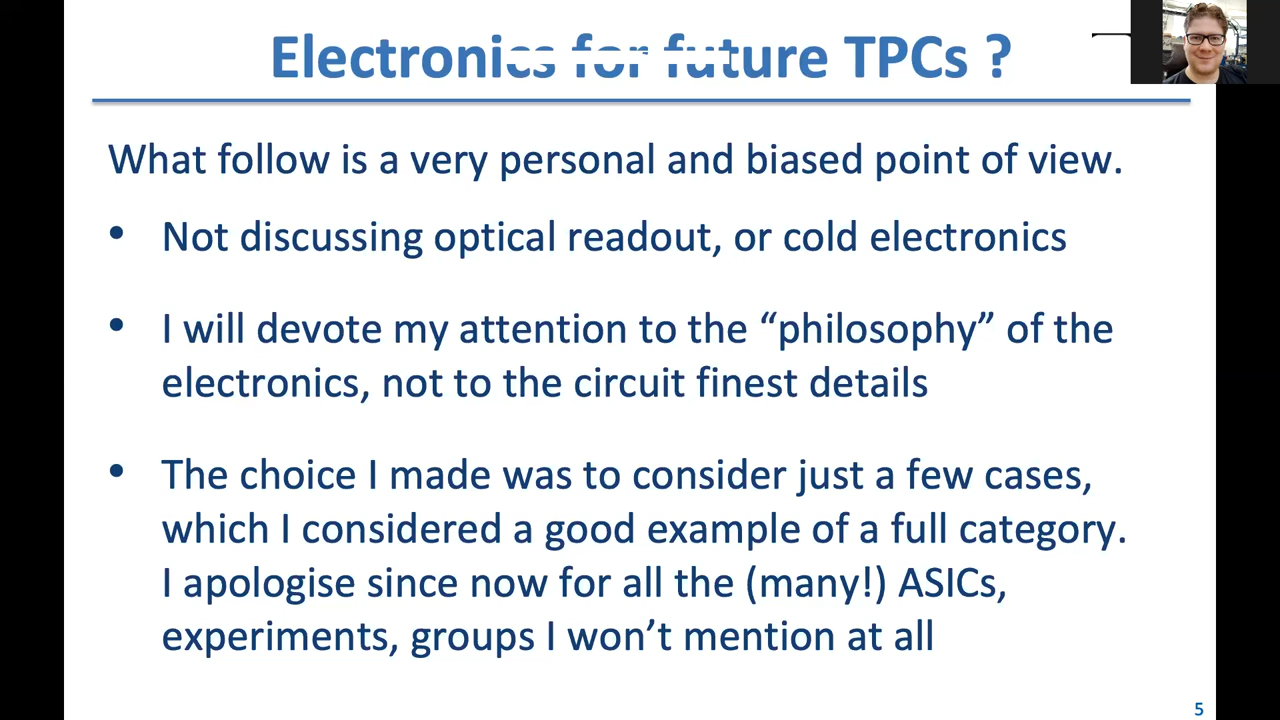 Electronics for future TPCs ?
What follow is a very personal and biased point of view.
• Not discussing optical readout, or cold electronics
• I will devote my attention to the “philosophy” of the
electronics, not to the circuit finest details
• The choice I made was to consider just a few cases,
which I considered a good example of a full category.
I apologise since now for all the (many!) ASICs,
experiments, groups I won’t mention at all
5